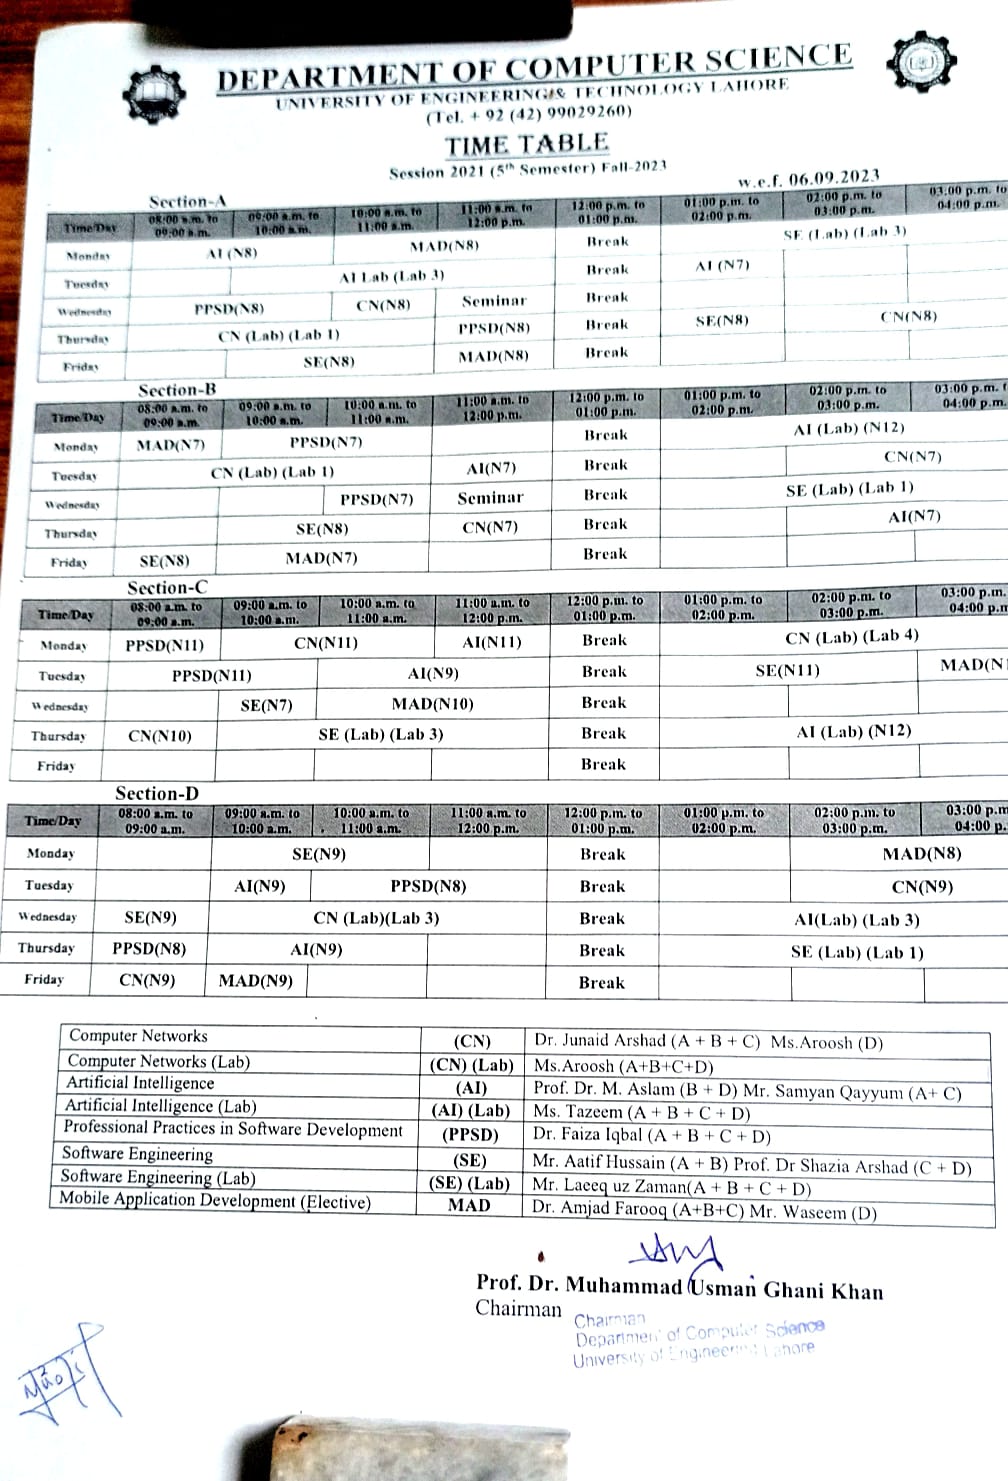 DEPARTMENT OF COMPUTER SCIENCE
UNIVERSITY OF ENGINEERING & TECHNOLOGY LAHORE
(Tel. + 92 (42) 99029260)
TIME TABLE
Session 2021 (5th Semester) Fall-2023
w.e.f. 06.09.2023
Section-A
Time/Day 08:00 a.m. to 09:00 a.m. 09:00 a.m. to 10:00 a.m. 10:00 a.m. to 11:00 a.m. 11:00 a.m. to 12:00 p.m. 12:00 p.m. to 01:00 p.m. 01:00 p.m. to 02:00 p.m. 02:00 p.m. to 03:00 p.m. 03:00 p.m. to 04:00 p.m.
Monday AI (N8) MAD(N8) Break SE (Lab) (Lab 3)
Tuesday AI Lab (Lab 3) Break AI (N7)
Wednesday PPSD(N8) CN(N8) Seminar Break
Thursday CN (Lab) (Lab 1) PPSD(N8) Break SE(N8) CN(N8)
Friday SE(N8) MAD(N8) Break
Section-B
Time/Day 08:00 a.m. to 09:00 a.m. 09:00 a.m. to 10:00 a.m. 10:00 a.m. to 11:00 a.m. 11:00 a.m. to 12:00 p.m. 12:00 p.m. to 01:00 p.m. 01:00 p.m. to 02:00 p.m. 02:00 p.m. to 03:00 p.m. 03:00 p.m. 04:00 p.m.
Monday MAD(N7) PPSD(N7) Break AI (Lab) (N12)
Tuesday CN (Lab) (Lab 1) AI(N7) Break CN(N7)
Wednesday PPSD(N7) Seminar Break SE (Lab) (Lab 1)
Thursday SE(N8) CN(N7) Break AI(N7)
Friday SE(N8) MAD(N7) Break
Section-C
Time/Day 08:00 a.m. to 09:00 a.m. 09:00 a.m. to 10:00 a.m. 10:00 a.m. to 11:00 a.m. 11:00 a.m. to 12:00 p.m. 12:00 p.m. to 01:00 p.m. 01:00 p.m. to 02:00 p.m. 02:00 p.m. to 03:00 p.m. 03:00 p.m. 04:00 p.m
Monday PPSD(N11) CN(N11) AI(N11) Break CN (Lab) (Lab 4)
Tuesday PPSD(N11) AI(N9) Break SE(N11) MAD(N1
Wednesday SE(N7) MAD(N10) Break
Thursday CN(N10) SE (Lab) (Lab 3) Break AI (Lab) (N12)
Friday Break
Section-D
Time/Day 08:00 a.m. to 09:00 a.m. 09:00 a.m. to 10:00 a.m. 10:00 a.m. to 11:00 a.m. 11:00 a.m. to 12:00 p.m. 12:00 p.m. to 01:00 p.m. 01:00 p.m. to 02:00 p.m. 02:00 p.m. to 03:00 p.m. 03:00 p.m 04:00 p.
Monday SE(N9) Break MAD(N8)
Tuesday AI(N9) PPSD(N8) Break CN(N9)
Wednesday SE(N9) CN (Lab)(Lab 3) Break AI(Lab) (Lab 3)
Thursday PPSD(N8) AI(N9) Break SE (Lab) (Lab 1)
Friday CN(N9) MAD(N9) Break
Computer Networks (CN) Dr. Junaid Arshad (A + B + C) Ms.Aroosh (D)
Computer Networks (Lab) (CN) (Lab) Ms.Aroosh (A+B+C+D)
Artificial Intelligence (AI) Prof. Dr. M. Aslam (B + D) Mr. Samyan Qayyum (A+ C)
Artificial Intelligence (Lab) (AI) (Lab) Ms. Tazeem (A + B + C + D)
Professional Practices in Software Development (PPSD) Dr. Faiza Iqbal (A + B + C + D)
Software Engineering (SE) Mr. Aatif Hussain (A + B) Prof. Dr Shazia Arshad (C + D)
Software Engineering (Lab) (SE) (Lab) Mr. Laeeq uz Zaman(A + B + C + D)
Mobile Application Development (Elective) MAD Dr. Amjad Farooq (A+B+C) Mr. Waseem (D)
Prof. Dr. Muhammad Usman Ghani Khan
Chairman
Chairman
Department of Computer Science
University of Engineering Lahore